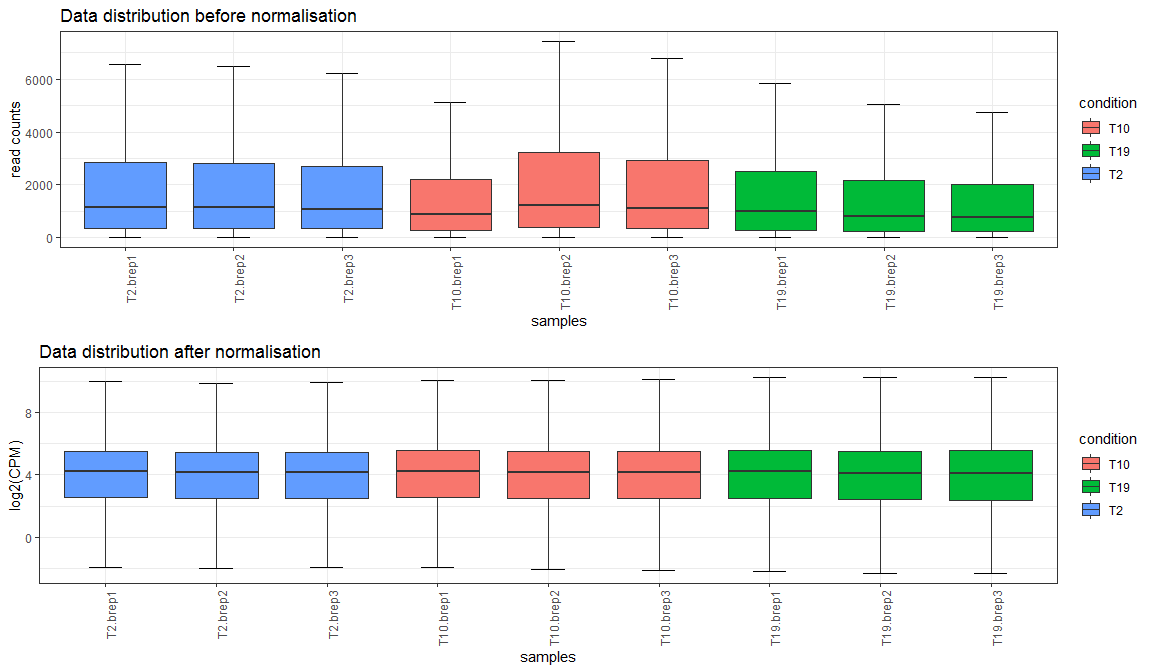 Data distribution before normalisation
read counts
6000
4000
2000
0
T2.brep1
T2.brep2
T2.brep3
T10.brep1
T10.brep2
T10.brep3
T19.brep1
T19.brep2
T19.brep3
samples
condition
T10
T19
T2
Data distribution after normalisation
log2(CPM)
8
4
0
T2.brep1
T2.brep2
T2.brep3
T10.brep1
T10.brep2
T10.brep3
T19.brep1
T19.brep2
T19.brep3
samples
condition
T10
T19
T2